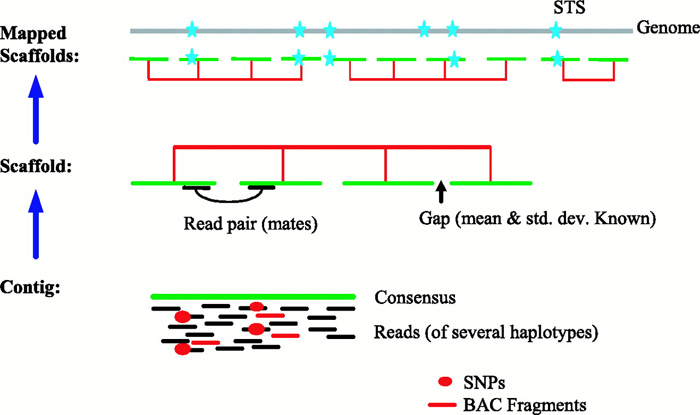 STS
Genome
Mapped
Scaffolds:
Scaffold:
Read pair (mates)
Gap (mean & std. dev. Known)
Contig:
Consensus
Reads (of several haplotypes)
SNPs
BAC Fragments